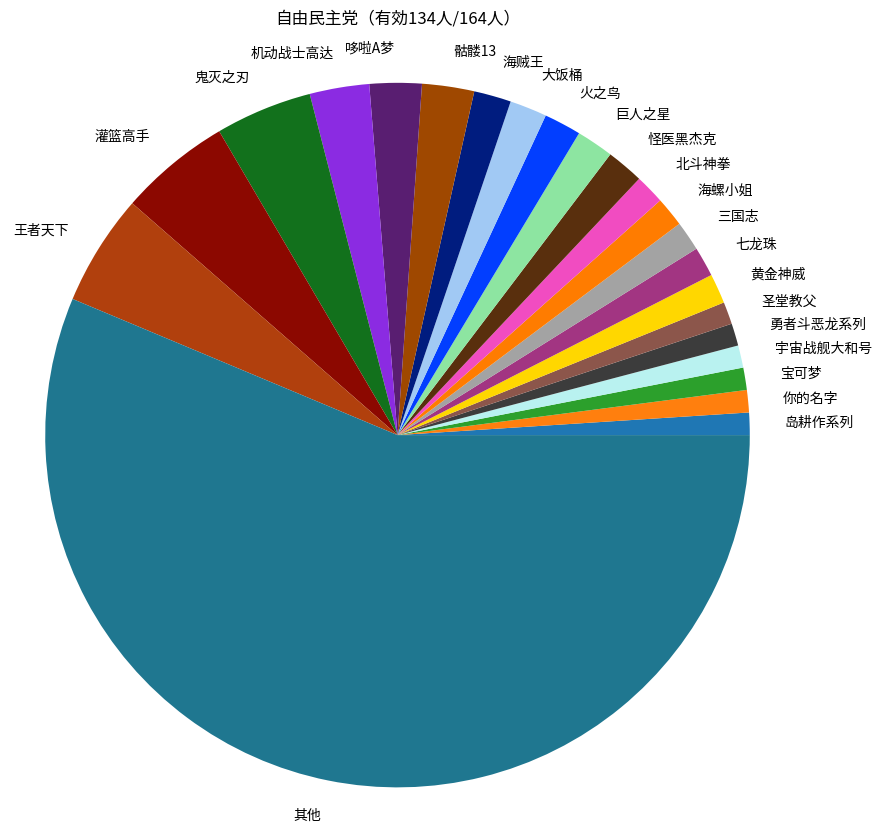 自由民主党（有効134人/164人）
哆啦A梦
骷髅13
机动战士高达
海贼王
大饭桶
鬼灭之刃
火之鸟
巨人之星
灌篮高手
怪医黑杰克
北斗神拳
海螺小姐
三国志
王者天下
七龙珠
黄金神威
圣堂教父
勇者斗恶龙系列
宇宙战舰大和号
宝可梦
你的名字
岛耕作系列
其他